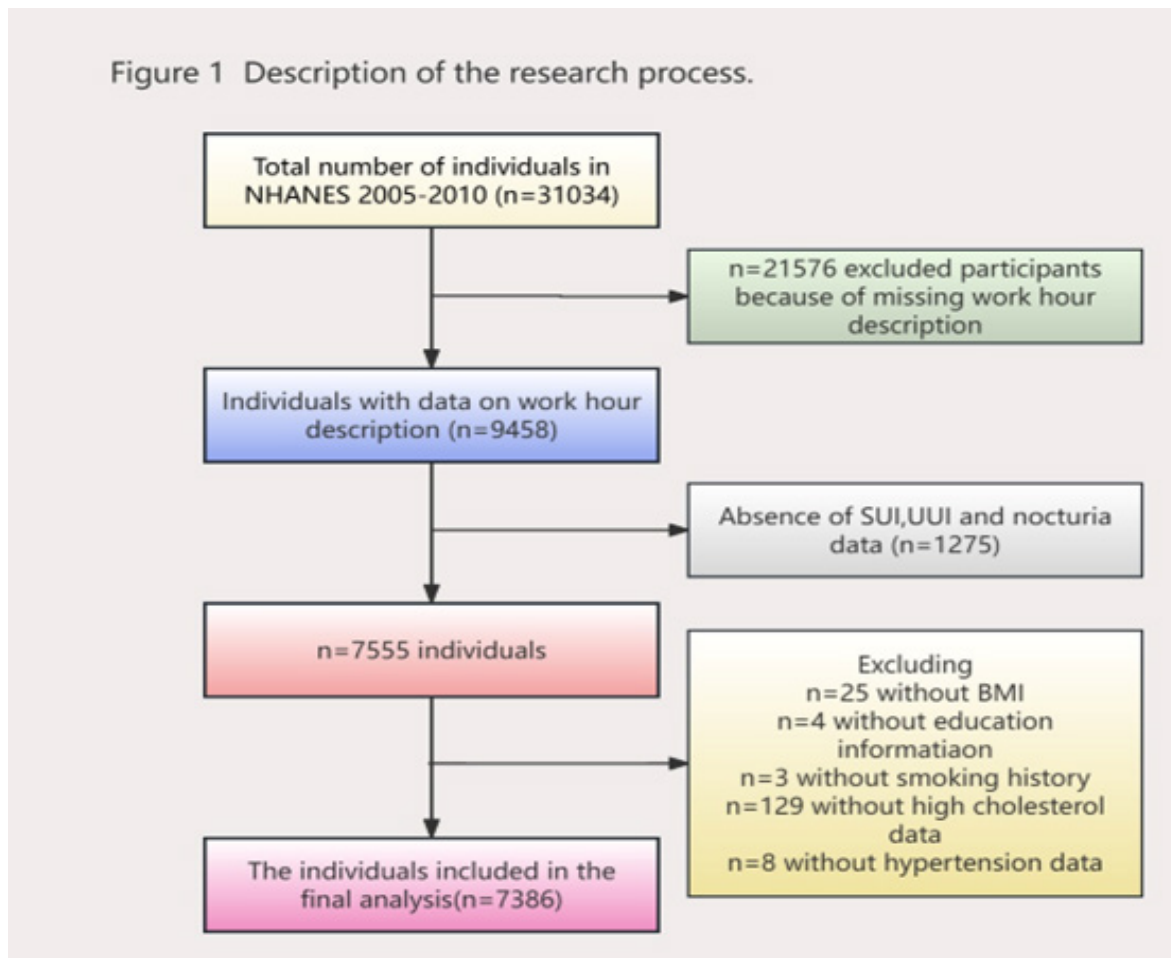 Figure 1 Description of the research process.
Total number of individuals in
NHANES 2005-2010 (n=31034)
n=21576 excluded participants
because of missing work hour
description
Individuals with data on work hour
description (n=9458)
Absence of SUI,UUI and nocturia
data (n=1275)
n=7555 individuals
Excluding
n=25 without BMI
n=4 without education
informatiaon
n=3 without smoking history
n=129 without high cholesterol
data
n=8 without hypertension data
The individuals included in the
final analysis(n=7386)